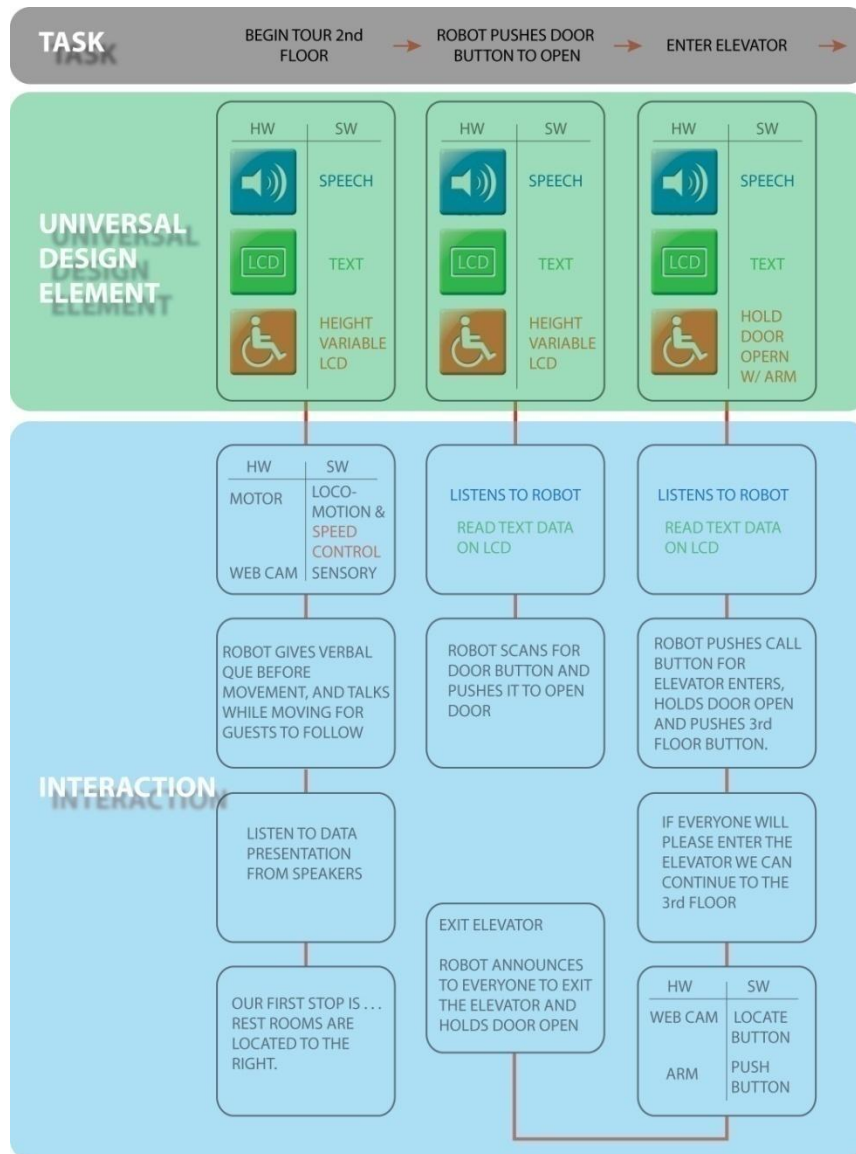 TASK
BEGIN TOUR 2nd
FLOOR
ROBOT PUSHES DOOR
BUTTON TO OPEN
ENTER ELEVATOR
UNIVERSAL
DESIGN
ELEMENT
HW SW
SPEECH
LCD TEXT
HEIGHT
VARIABLE
LCD
HW SW
SPEECH
LCD TEXT
HEIGHT
VARIABLE
LCD
HW SW
SPEECH
LCD TEXT
HOLD
DOOR
OPERN
W/ ARM
INTERACTION
HW SW
MOTOR LOCO-
MOTION &
SPEED
CONTROL
WEB CAM SENSORY
ROBOT GIVES VERBAL
QUE BEFORE
MOVEMENT, AND TALKS
WHILE MOVING FOR
GUESTS TO FOLLOW
LISTEN TO DATA
PRESENTATION
FROM SPEAKERS
OUR FIRST STOP IS . . .
REST ROOMS ARE
LOCATED TO THE
RIGHT.
LISTENS TO ROBOT
READ TEXT DATA
ON LCD
ROBOT SCANS FOR
DOOR BUTTON AND
PUSHES IT TO OPEN
DOOR
LISTENS TO ROBOT
READ TEXT DATA
ON LCD
ROBOT PUSHES CALL
BUTTON FOR
ELEVATOR ENTERS,
HOLDS DOOR OPEN
AND PUSHES 3rd
FLOOR BUTTON.
IF EVERYONE WILL
PLEASE ENTER THE
ELEVATOR WE CAN
CONTINUE TO THE
3rd FLOOR
HW SW
WEB CAM LOCATE
BUTTON
ARM PUSH
BUTTON
EXIT ELEVATOR
ROBOT ANNOUNCES
TO EVERYONE TO EXIT
THE ELEVATOR AND
HOLDS DOOR OPEN